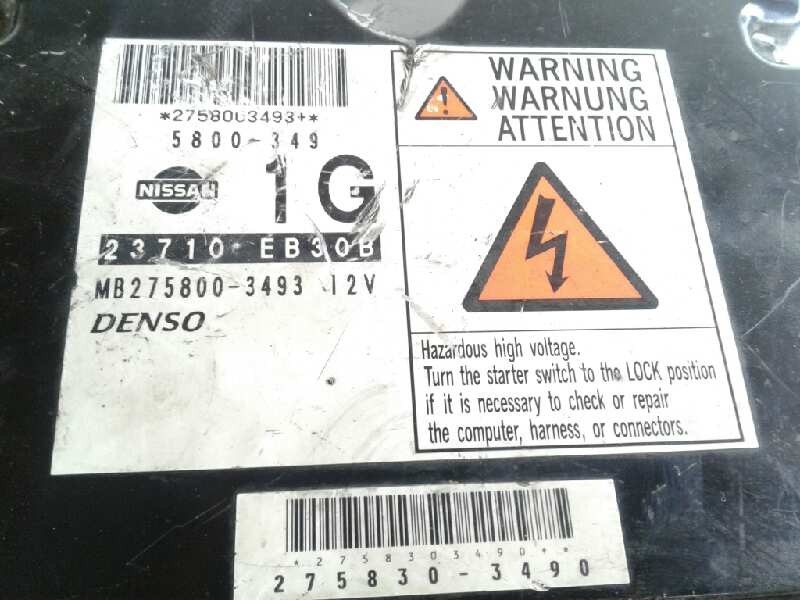 *2758003493+*
5800-349
NISSAN 1G
23710 EB30B
MB275800-3493 12V
DENSO
WARNING
WARNUNG
ATTENTION
Hazardous high voltage.
Turn the starter switch to the LOCK position
if it is necessary to check or repair
the computer, harness, or connectors.
*2758303490+*
275830-3490